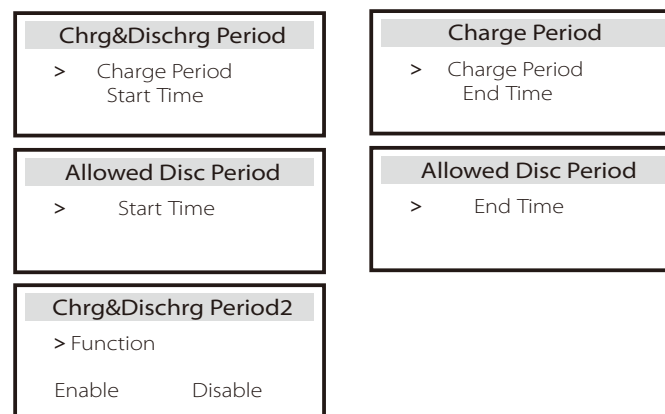 Chrg&Dischrg Period
> Charge Period
Start Time
Charge Period
> Charge Period
End Time
Allowed Disc Period
> Start Time
Allowed Disc Period
> End Time
Chrg&Dischrg Period2
> Function
Enable Disable